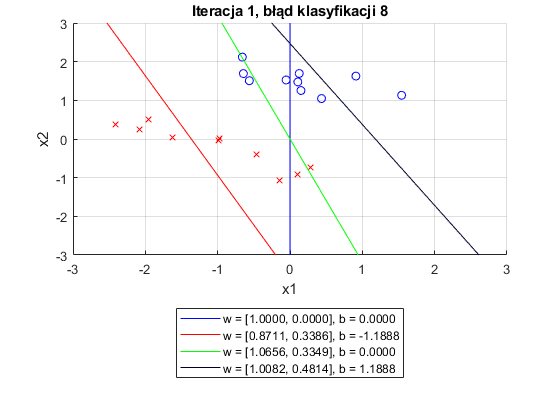 Iteracja 1, błąd klasyfikacji 8
3
2
1
0
-1
-2
-3
x2
-3
-2
-1
0
1
2
3
x1
w = [1.0000, 0.0000], b = 0.0000
w = [0.8711, 0.3386], b = -1.1888
w = [1.0656, 0.3349], b = 0.0000
w = [1.0082, 0.4814], b = 1.1888